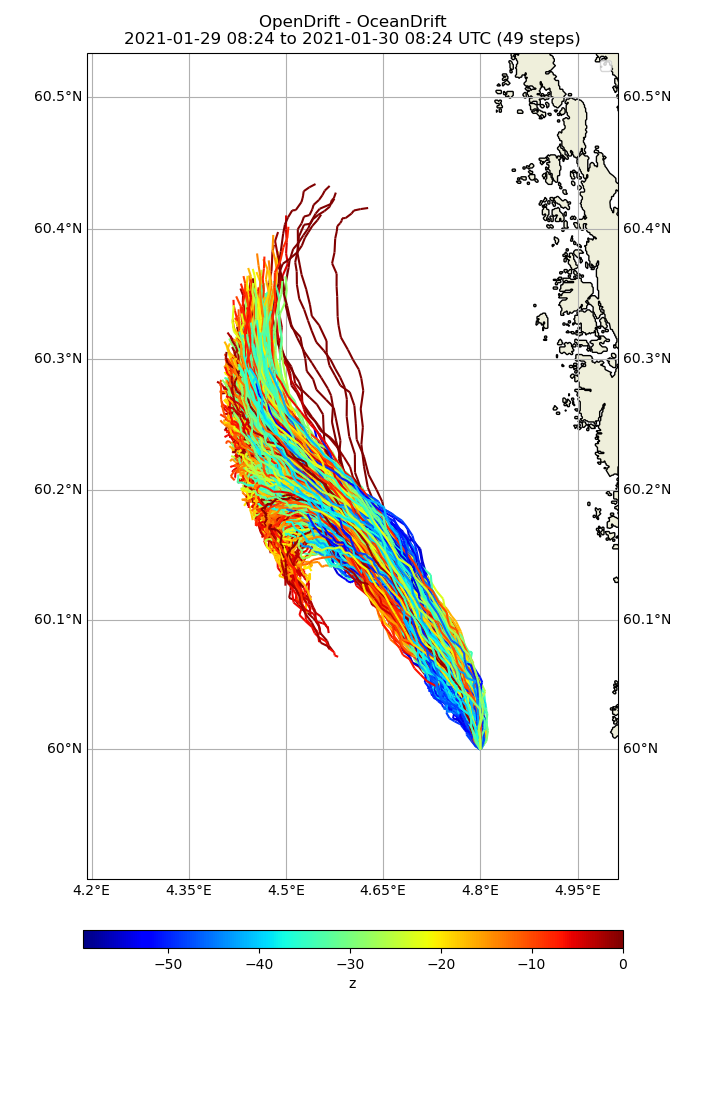 OpenDrift - OceanDrift
2021-01-29 08:24 to 2021-01-30 08:24 UTC (49 steps)
60.5°N 60.5°N
60.4°N 60.4°N
60.3°N 60.3°N
60.2°N 60.2°N
60.1°N 60.1°N
60°N 60°N
4.2°E 4.35°E 4.5°E 4.65°E 4.8°E 4.95°E
−50 −40 −30 −20 −10 0
z